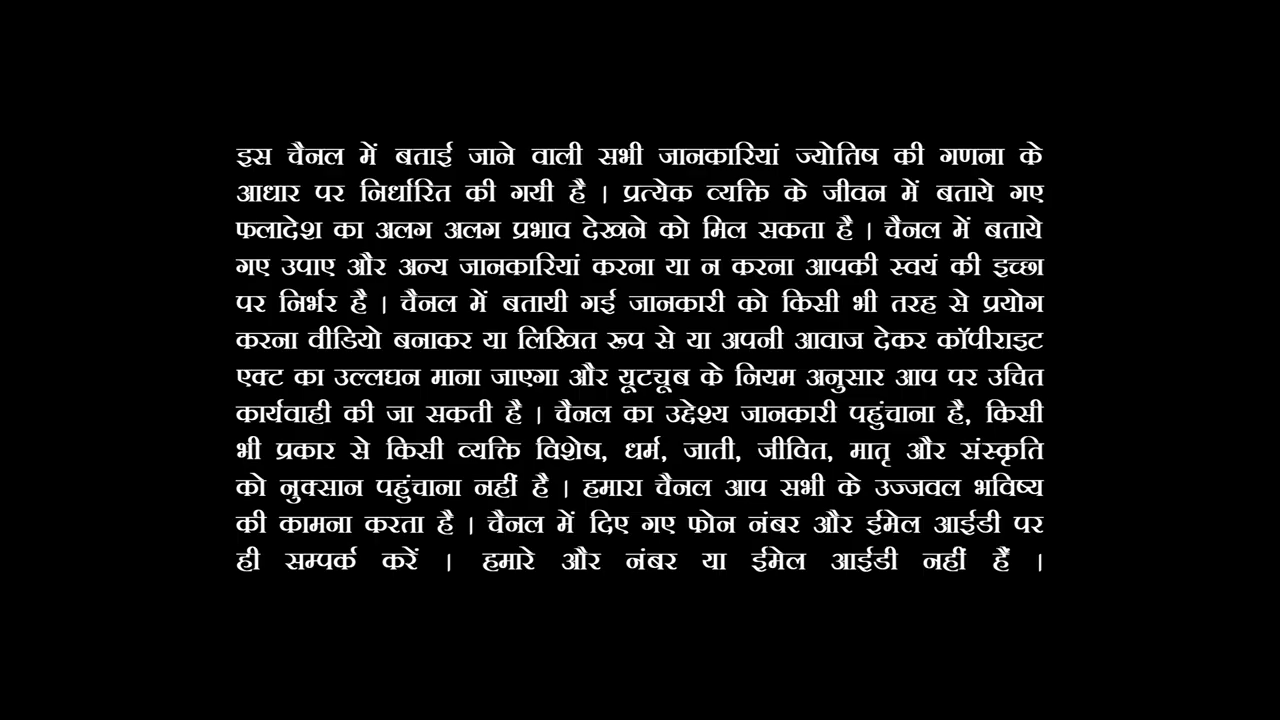 इस चैनल में बताई जाने वाली सभी जानकारियां ज्योतिष की गणना के
आधार पर निर्धारित की गयी है । प्रत्येक व्यक्ति के जीवन में बताये गए
फलादेश का अलग अलग प्रभाव देखने को मिल सकता है । चैनल में बताये
गए उपाए और अन्य जानकारियां करना या न करना आपकी स्वयं की इच्छा
पर निर्भर है । चैनल में बतायी गई जानकारी को किसी भी तरह से प्रयोग
करना वीडियो बनाकर या लिखित रूप से या अपनी आवाज देकर कॉपीराइट
एक्ट का उल्लघन माना जाएगा और यूट्यूब के नियम अनुसार आप पर उचित
कार्यवाही की जा सकती है । चैनल का उद्देश्य जानकारी पहुंचाना है, किसी
भी प्रकार से किसी व्यक्ति विशेष, धर्म, जाती, जीवित, मातृ और संस्कृति
को नुक्सान पहुंचाना नहीं है । हमारा चैनल आप सभी के उज्जवल भविष्य
की कामना करता है । चैनल में दिए गए फोन नंबर और ईमेल आईडी पर
ही सम्पर्क करें । हमारे और नंबर या ईमेल आईडी नहीं हैं ।